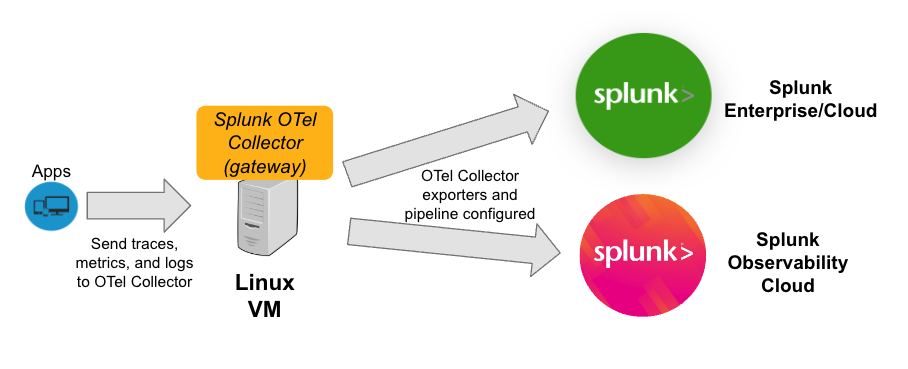 Apps
Send traces,
metrics, and logs
to OTel Collector
Splunk OTel
Collector
(gateway)
Linux
VM
OTel Collector
exporters and
pipeline configured
splunk>
Splunk
Enterprise/Cloud
splunk>
Splunk
Observability
Cloud